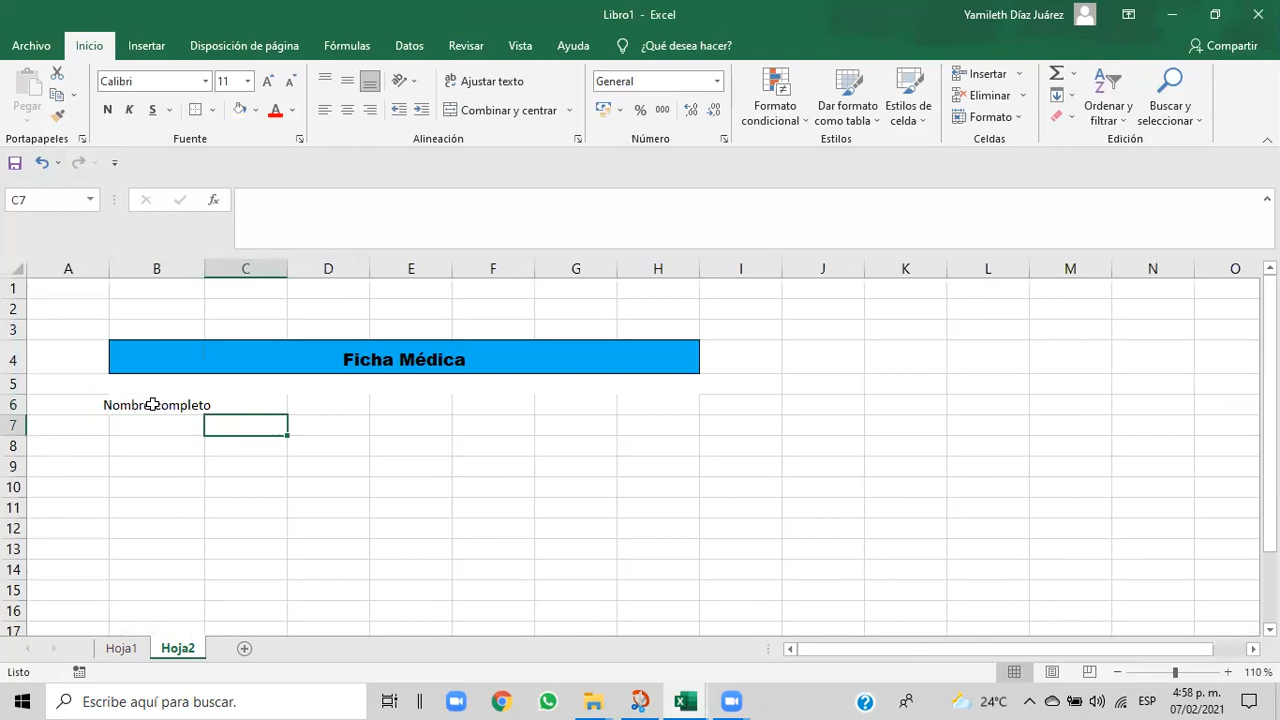 Libro1 - Excel
Yamileth Díaz Juárez
Archivo Inicio Insertar Disposición de página Fórmulas Datos Revisar Vista Ayuda ¿Qué desea hacer? Compartir
Pegar
Calibri 11
N K S
Ajustar texto
Combinar y centrar
General
% 000
Formato condicional
Dar formato como tabla
Estilos de celda
Insertar
Eliminar
Formato
Ordenar y filtrar
Buscar y seleccionar
Portapapeles Fuente Alineación Número Estilos Celdas Edición
C7 fx
A B C D E F G H I J K L M N O
1
2
3
4 Ficha Médica
5
6 Nombre Completo
7
8
9
10
11
12
13
14
15
16
17
Hoja1 Hoja2
Listo 110 %
Escribe aquí para buscar. 24°C ESP 4:58 p. m.
07/02/2021